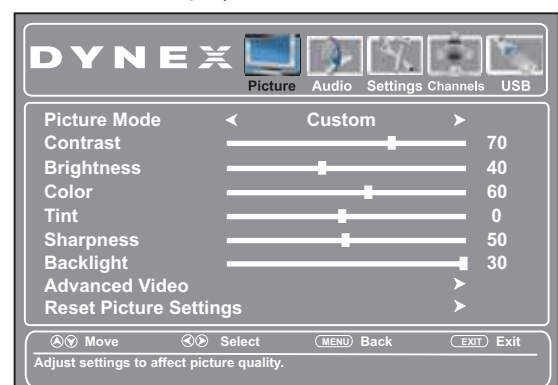 DYNEX
Picture Audio Settings Channels USB
Picture Mode Custom
Contrast 70
Brightness 40
Color 60
Tint 0
Sharpness 50
Backlight 30
Advanced Video
Reset Picture Settings
Move Select MENU Back EXIT Exit
Adjust settings to affect picture quality.